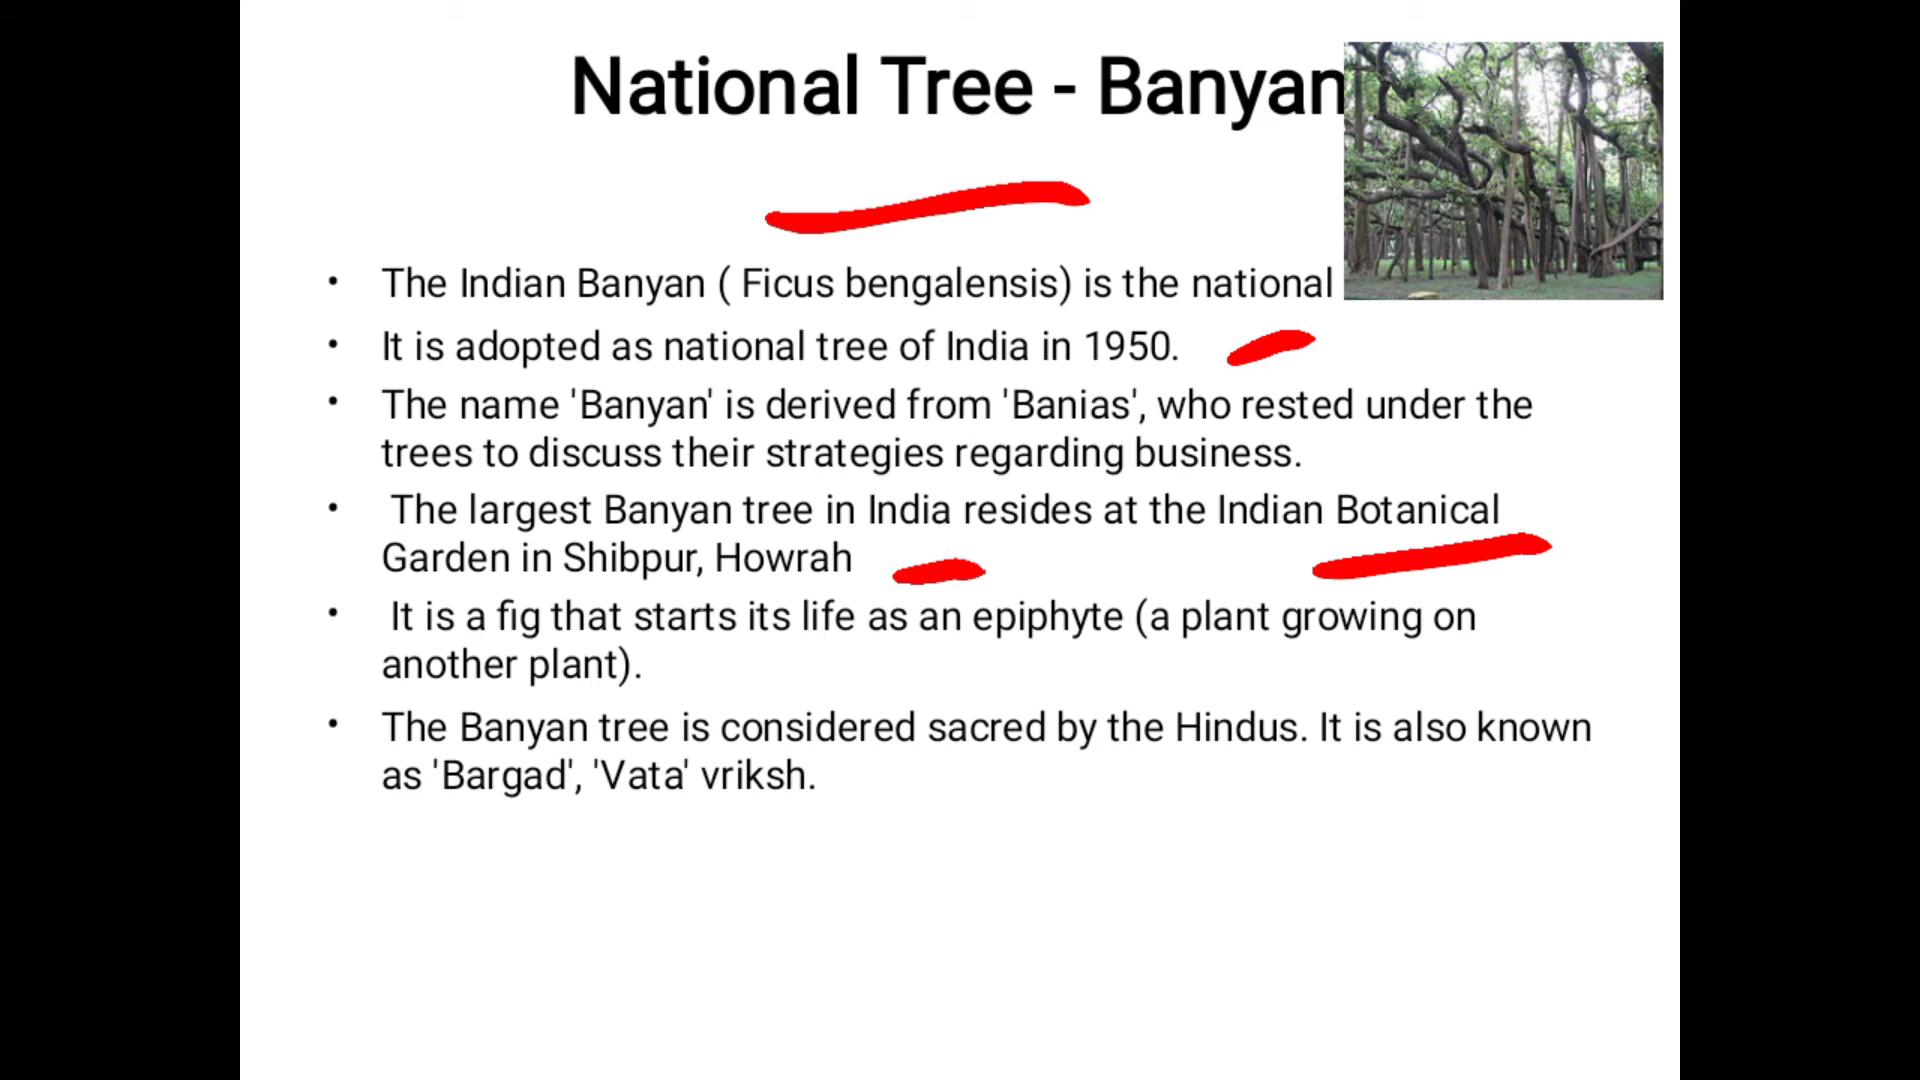 National Tree - Banyan
• The Indian Banyan ( Ficus bengalensis) is the national
• It is adopted as national tree of India in 1950.
• The name 'Banyan' is derived from 'Banias', who rested under the
trees to discuss their strategies regarding business.
• The largest Banyan tree in India resides at the Indian Botanical
Garden in Shibpur, Howrah
• It is a fig that starts its life as an epiphyte (a plant growing on
another plant).
• The Banyan tree is considered sacred by the Hindus. It is also known
as 'Bargad', 'Vata' vriksh.